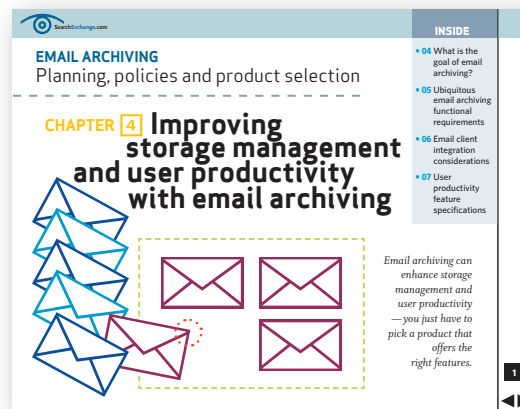 SearchExchange.com
EMAIL ARCHIVING
Planning, policies and product selection
CHAPTER 4 Improving
storage management
and user productivity
with email archiving
INSIDE
• 04 What is the
goal of email
archiving?
• 05 Ubiquitous
email archiving
functional
requirements
• 06 Email client
integration
considerations
• 07 User
productivity
feature
specifications
Email archiving can
enhance storage
management and
user productivity
—you just have to
pick a product that
offers the
right features.
1